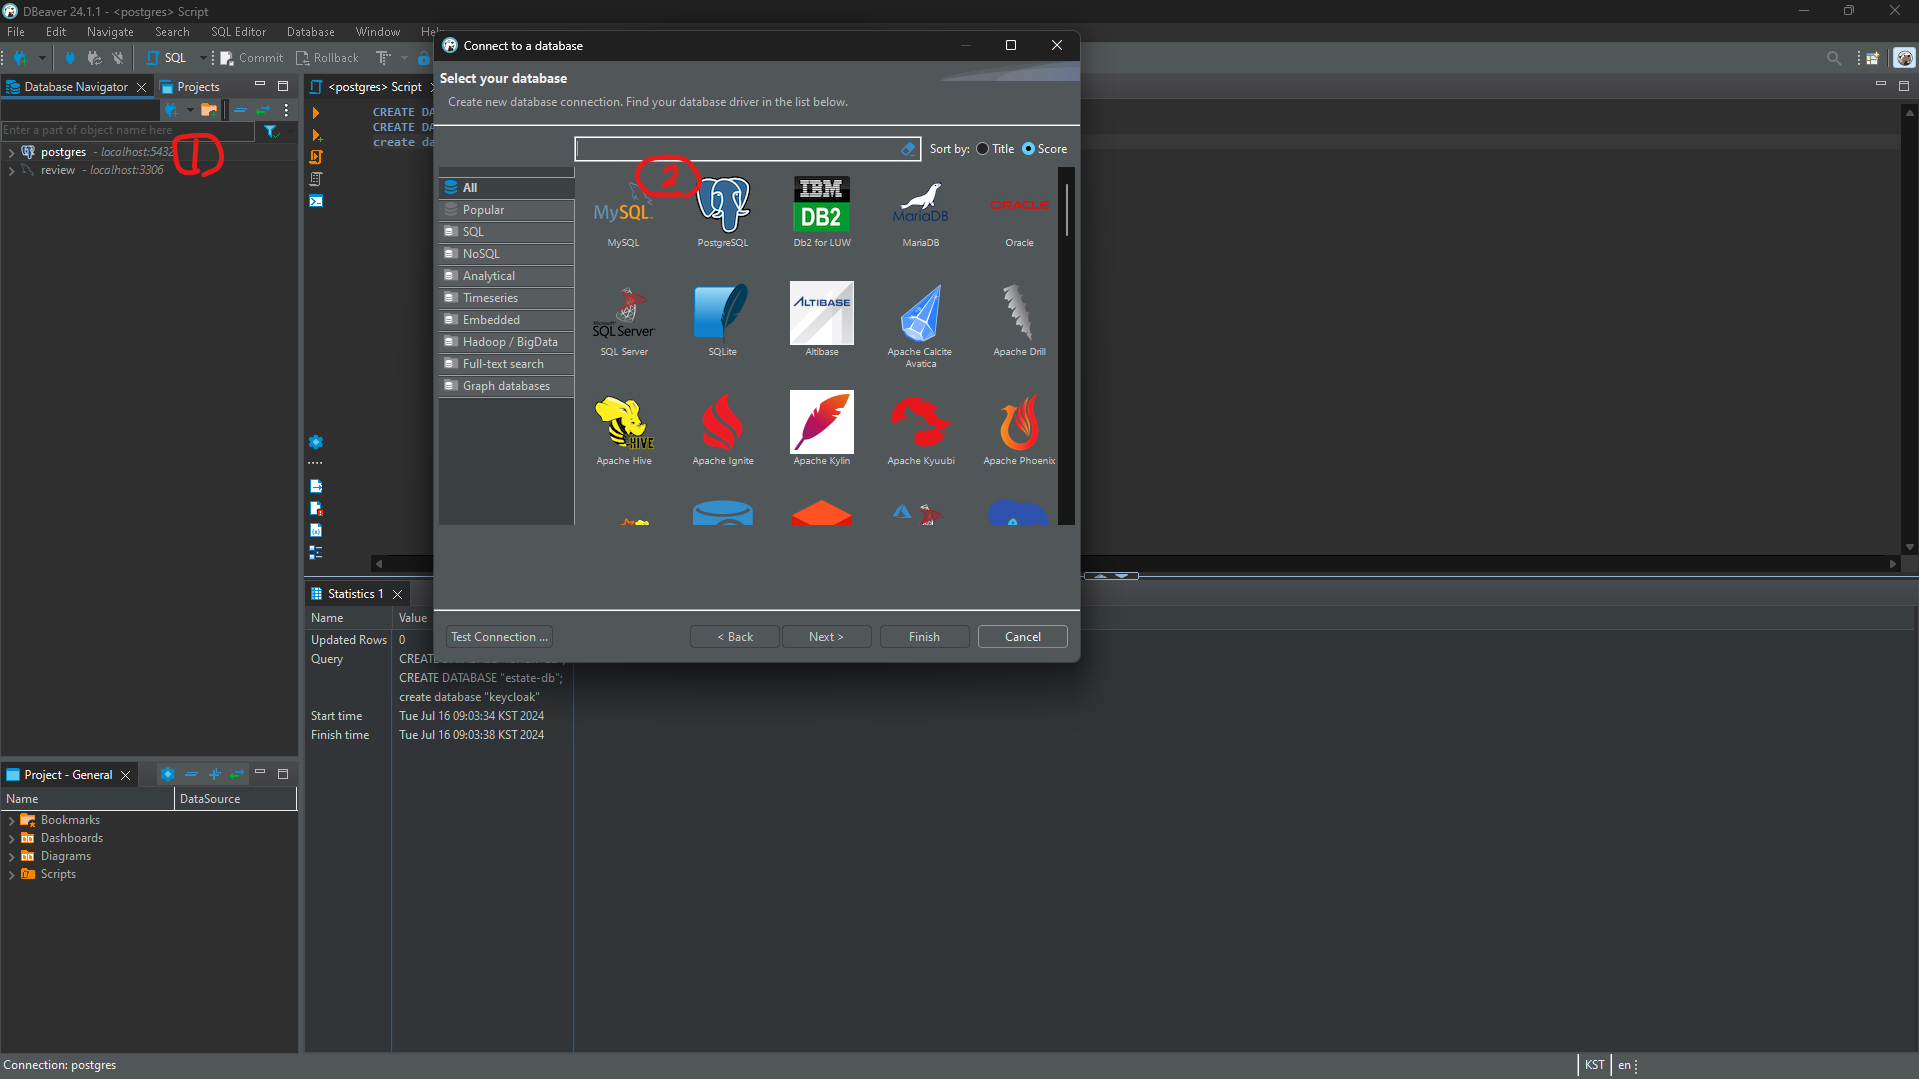 DBeaver 24.1.1 - <postgres> Script
File Edit Navigate Search SQL Editor Database Window Help
SQL Commit Rollback
Database Navigator Projects
Enter a part of object name here
postgres - localhost:5432
review - localhost:3306
1
<postgres> Script
CREATE DA
CREATE DA
create da
Connect to a database
Select your database
Create new database connection. Find your database driver in the list below.
Sort by: Title Score
2
All
Popular
SQL
NoSQL
Analytical
Timeseries
Embedded
Hadoop / BigData
Full-text search
Graph databases
MySQL
IBM
DB2
MariaDB
ORACLE
MySQL PostgreSQL Db2 for LUW MariaDB Oracle
Microsoft
SQL Server
ALTIBASE
SQL Server SQLite Altibase Apache Calcite Avatica Apache Drill
HIVE
Apache Hive Apache Ignite Apache Kylin Apache Kyuubi Apache Phoenix
Test Connection ... < Back Next > Finish Cancel
Statistics 1
Name Value
Updated Rows 0
Query CREATE DATABASE
CREATE DATABASE "estate-db";
create database "keycloak"
Start time Tue Jul 16 09:03:34 KST 2024
Finish time Tue Jul 16 09:03:38 KST 2024
Project - General
Name DataSource
Bookmarks
Dashboards
Diagrams
Scripts
Connection: postgres
KST en